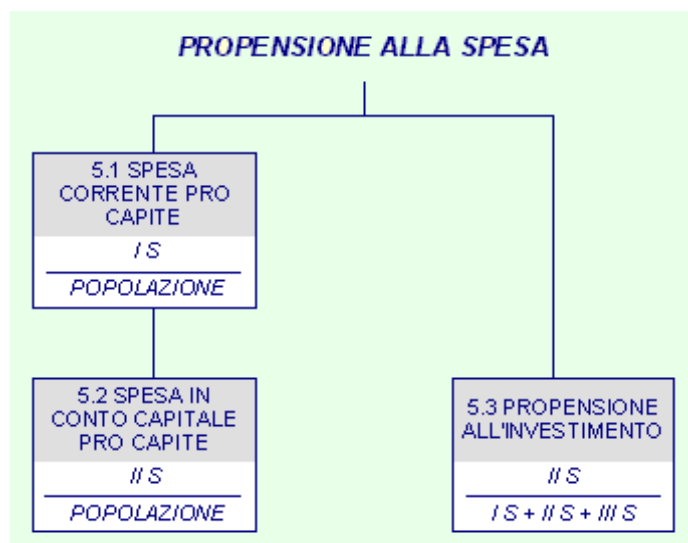 PROPENSIONE ALLA SPESA
5.1 SPESA
CORRENTE PRO
CAPITE
I S
POPOLAZIONE
5.2 SPESA IN
CONTO CAPITALE
PRO CAPITE
II S
POPOLAZIONE
5.3 PROPENSIONE
ALL'INVESTIMENTO
II S
I S + II S + III S